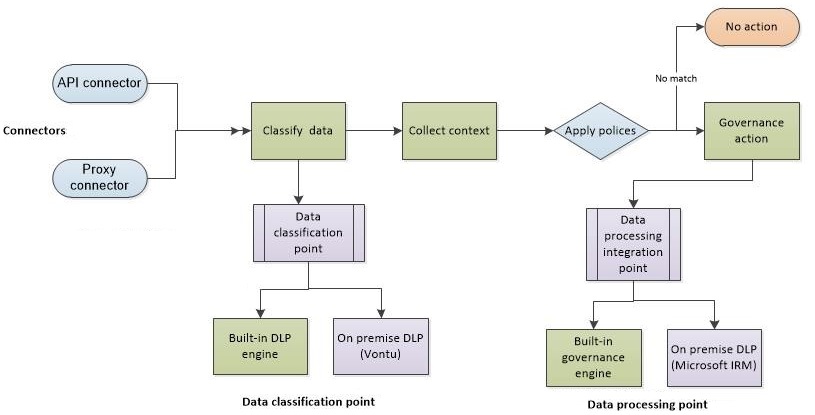 No action
No match
API connector
Connectors
Proxy
connector
Classify data
Collect context
Apply polices
Governance
action
Data
classification
point
Data
processing
integration
point
Built-in DLP
engine
On premise DLP
(Vontu)
Built-in
governance
engine
On premise DLP
(Microsoft IRM)
Data classification point
Data processing point